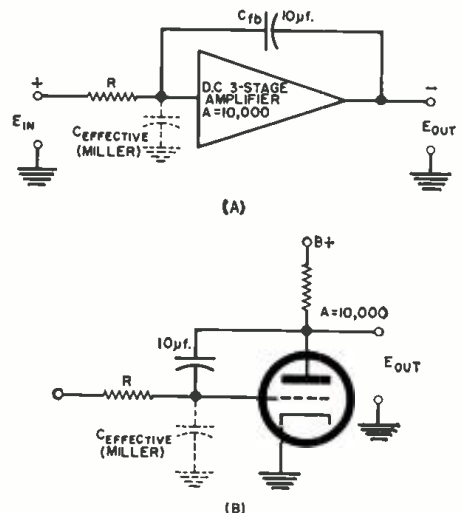 Cfb 10µf.
+
R
D.C 3-STAGE
AMPLIFIER
A=10,000
−
EIN
CEFFECTIVE
(MILLER)
EOUT
(A)
B+
A=10,000
10µf.
EOUT
R
CEFFECTIVE
(MILLER)
(B)